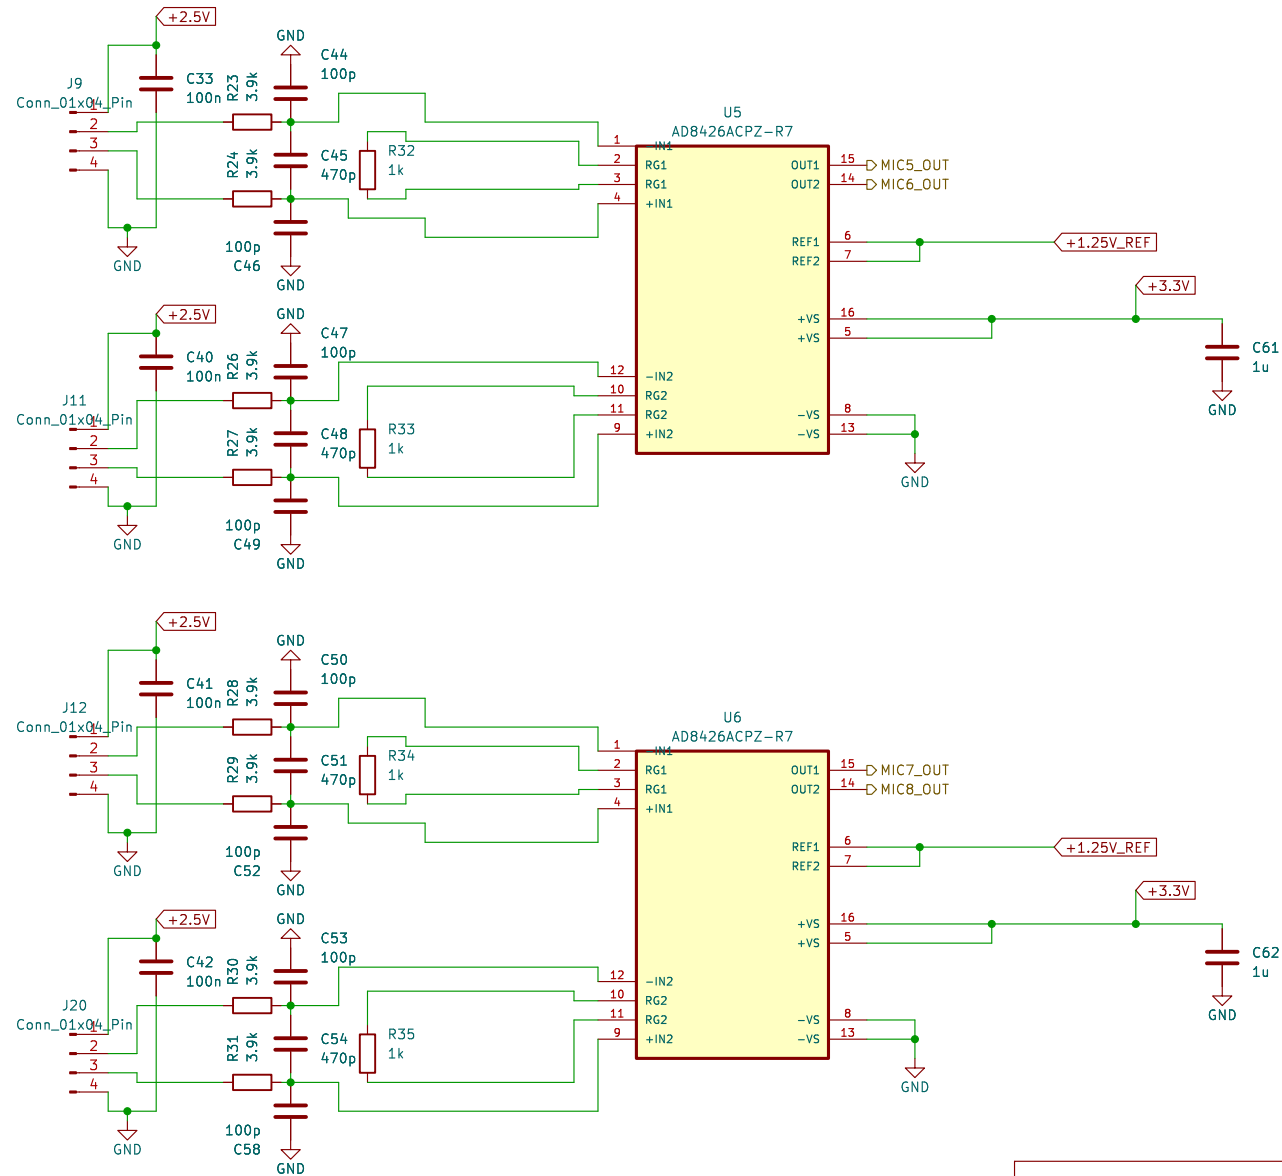 +2.5V
GND
C44
100p
J9
Conn_01x04_Pin
1
2
3
4
C33
100n
R23
3.9k
R24
3.9k
C45
470p
R32
1k
100p
C46
GND
GND
U5
AD8426ACPZ-R7
1 -IN1
2 RG1
3 RG1
4 +IN1
12 -IN2
10 RG2
11 RG2
9 +IN2
OUT1 15 MIC5_OUT
OUT2 14 MIC6_OUT
REF1 6 +1.25V_REF
REF2 7
+3.3V
+VS 16
+VS 5
-VS 8
-VS 13
GND
C61
1u
GND
+2.5V
GND
C47
100p
J11
Conn_01x04_Pin
1
2
3
4
C40
100n
R26
3.9k
R27
3.9k
C48
470p
R33
1k
100p
C49
GND
GND
+2.5V
GND
C50
100p
J12
Conn_01x04_Pin
1
2
3
4
C41
100n
R28
3.9k
R29
3.9k
C51
470p
R34
1k
100p
C52
GND
GND
U6
AD8426ACPZ-R7
1 -IN1
2 RG1
3 RG1
4 +IN1
12 -IN2
10 RG2
11 RG2
9 +IN2
OUT1 15 MIC7_OUT
OUT2 14 MIC8_OUT
REF1 6 +1.25V_REF
REF2 7
+3.3V
+VS 16
+VS 5
-VS 8
-VS 13
GND
C62
1u
GND
+2.5V
GND
C53
100p
J20
Conn_01x04_Pin
1
2
3
4
C42
100n
R30
3.9k
R31
3.9k
C54
470p
R35
1k
100p
C58
GND
GND